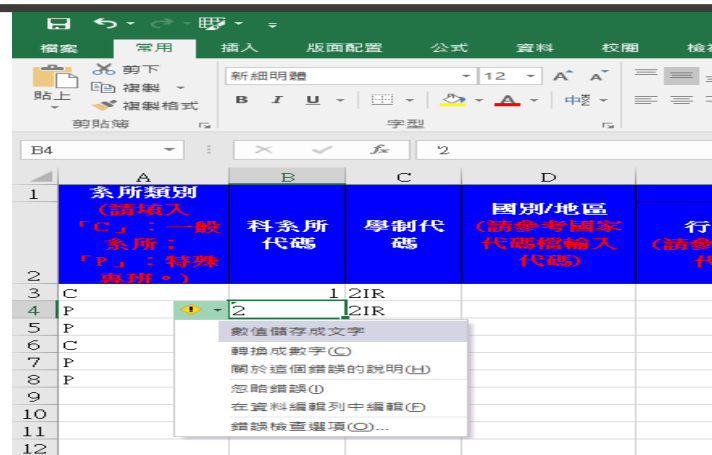 檔案 常用 插入 版面配置 公式 資料 校閱
剪下
複製
貼上
複製格式
剪貼簿
新細明體 12 A A
B I U A 中
字型
B4 fx '2
A B C D
1 系所類別
(請填入
「C」：一般
系所；
「P」：特殊
專班。)
科系所
代碼
學制代
碼
國別/地區
(請參考國家
代碼檔輸入
代碼)
行
(請參
代
2
3 C 1 2IR
4 P 2 2IR
5 P
6 C
7 P
8 P
9
10
11
12
數值儲存成文字
轉換成數字(C)
關於這個錯誤的說明(H)
忽略錯誤(I)
在資料編輯列中編輯(F)
錯誤檢查選項(O)...